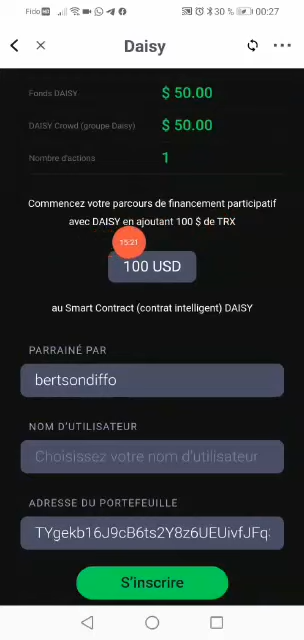 Fido HD 30 % 00:27
Daisy
Fonds DAISY $ 50.00
DAISY Crowd (groupe Daisy) $ 50.00
Nombre d'actions 1
Commencez votre parcours de financement participatif
avec DAISY en ajoutant 100 $ de TRX
15:21
100 USD
au Smart Contract (contrat intelligent) DAISY
PARRAINÉ PAR
bertsondiffo
NOM D'UTILISATEUR
Choisissez votre nom d'utilisateur
ADRESSE DU PORTEFEUILLE
TYgekb16J9cB6ts2Y8z6UEUivfJFq
S'inscrire